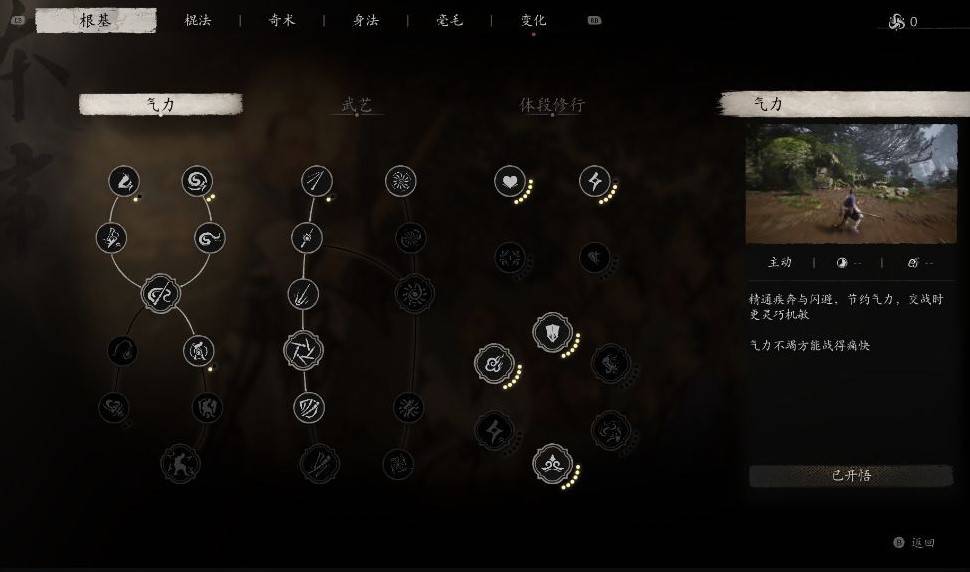 LB 根基 | 棍法 | 奇术 | 身法 | 毫毛 | 变化 RB
0
气力 武艺 体段修行
气力
主动 | -- | --
精通疾奔与闪避，节约气力，交战时
更灵巧机敏
气力不竭方能战得痛快
已开悟
B 返回